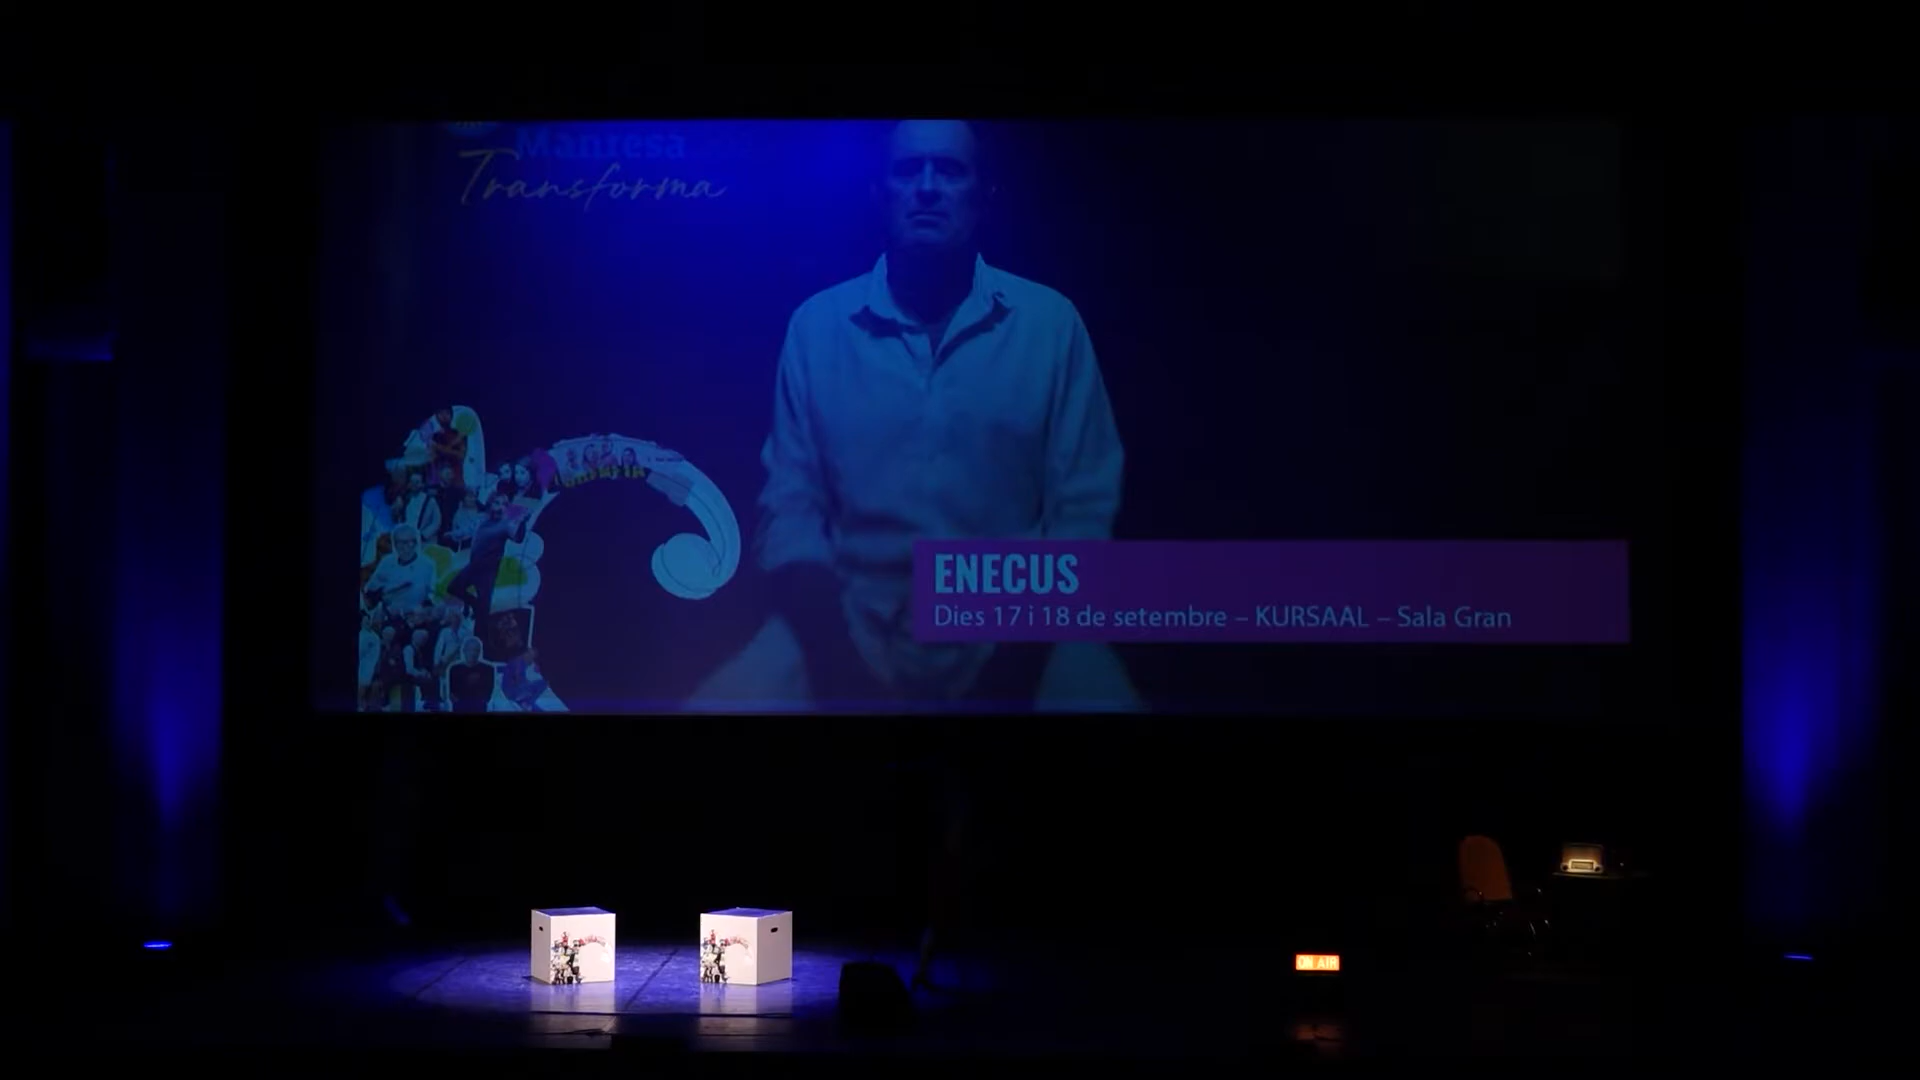 Manresa
Transforma
ENECUS
Dies 17 i 18 de setembre – KURSAAL – Sala Gran
ON AIR